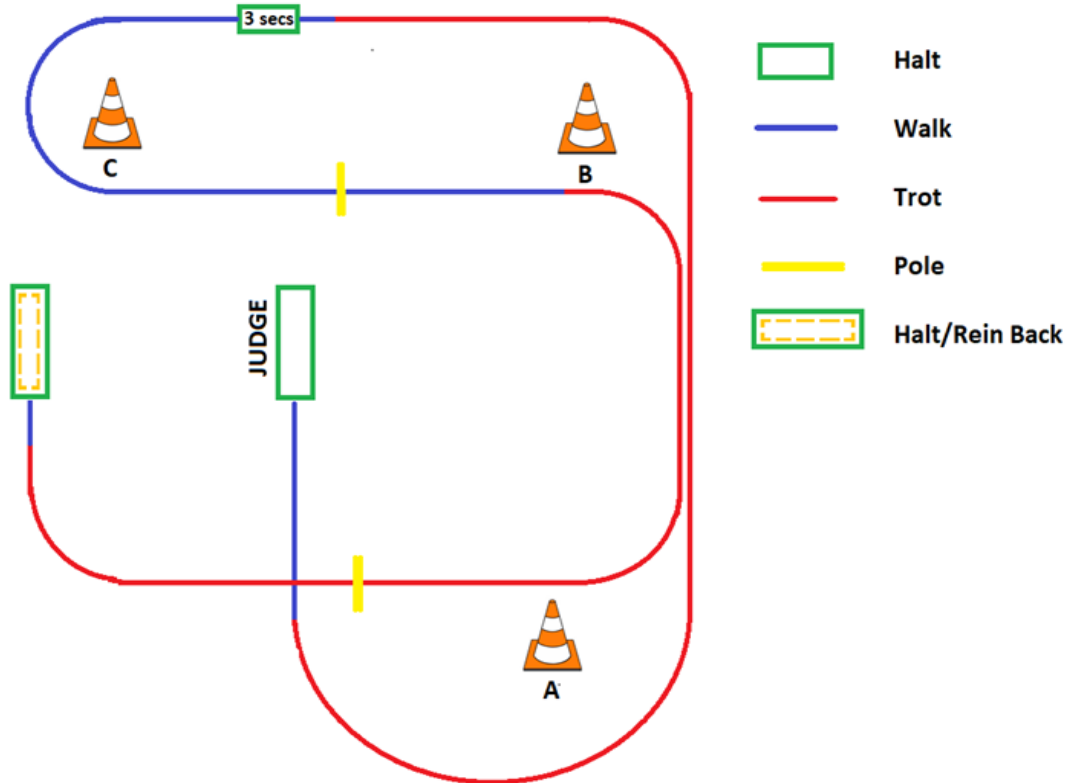 3 secs
C
B
JUDGE
A
Halt
Walk
Trot
Pole
Halt/Rein Back